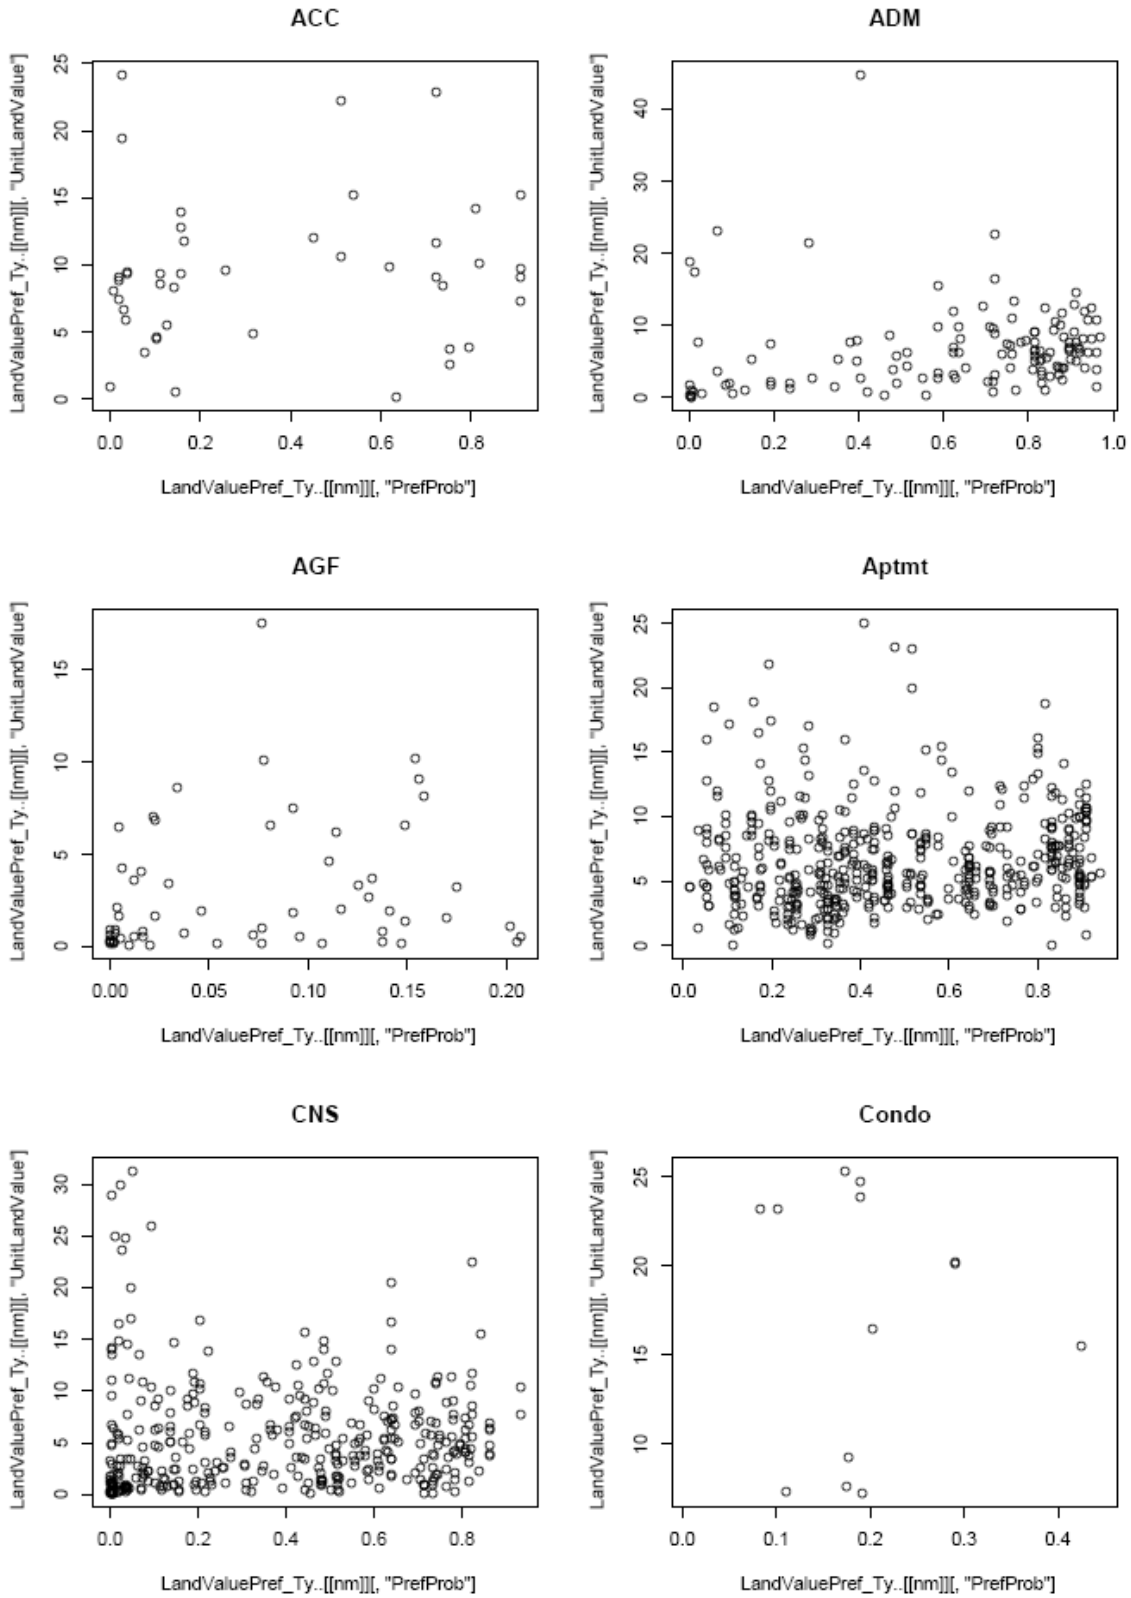 ACC
LandValuePref_Ty..[[nm]][, "UnitLandValue"]
0 5 10 15 20 25
0.0 0.2 0.4 0.6 0.8
LandValuePref_Ty..[[nm]][, "PrefProb"]
ADM
LandValuePref_Ty..[[nm]][, "UnitLandValue"]
0 10 20 30 40
0.0 0.2 0.4 0.6 0.8 1.0
LandValuePref_Ty..[[nm]][, "PrefProb"]
AGF
LandValuePref_Ty..[[nm]][, "UnitLandValue"]
0 5 10 15
0.00 0.05 0.10 0.15 0.20
LandValuePref_Ty..[[nm]][, "PrefProb"]
Aptmt
LandValuePref_Ty..[[nm]][, "UnitLandValue"]
0 5 10 15 20 25
0.0 0.2 0.4 0.6 0.8
LandValuePref_Ty..[[nm]][, "PrefProb"]
CNS
LandValuePref_Ty..[[nm]][, "UnitLandValue"]
0 5 10 15 20 25 30
0.0 0.2 0.4 0.6 0.8
LandValuePref_Ty..[[nm]][, "PrefProb"]
Condo
LandValuePref_Ty..[[nm]][, "UnitLandValue"]
10 15 20 25
0.0 0.1 0.2 0.3 0.4
LandValuePref_Ty..[[nm]][, "PrefProb"]